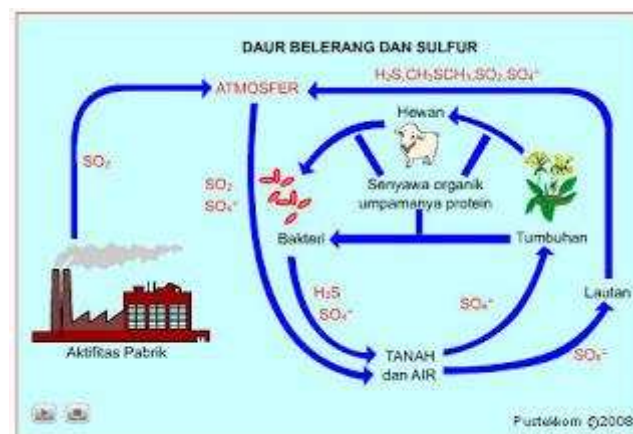 DAUR BELERANG DAN SULFUR
H₂S,CH₃SCH₃,SO₂,SO₄⁼
ATMOSFER
Hewan
SO₂
SO₂
SO₄⁼
Senyawa organik
umpamanya protein
Bakteri
Tumbuhan
H₂S
SO₄⁼
SO₄⁼
Lautan
Aktifitas Pabrik
TANAH
dan AIR
SO₄⁼
Pustekkom ©2008